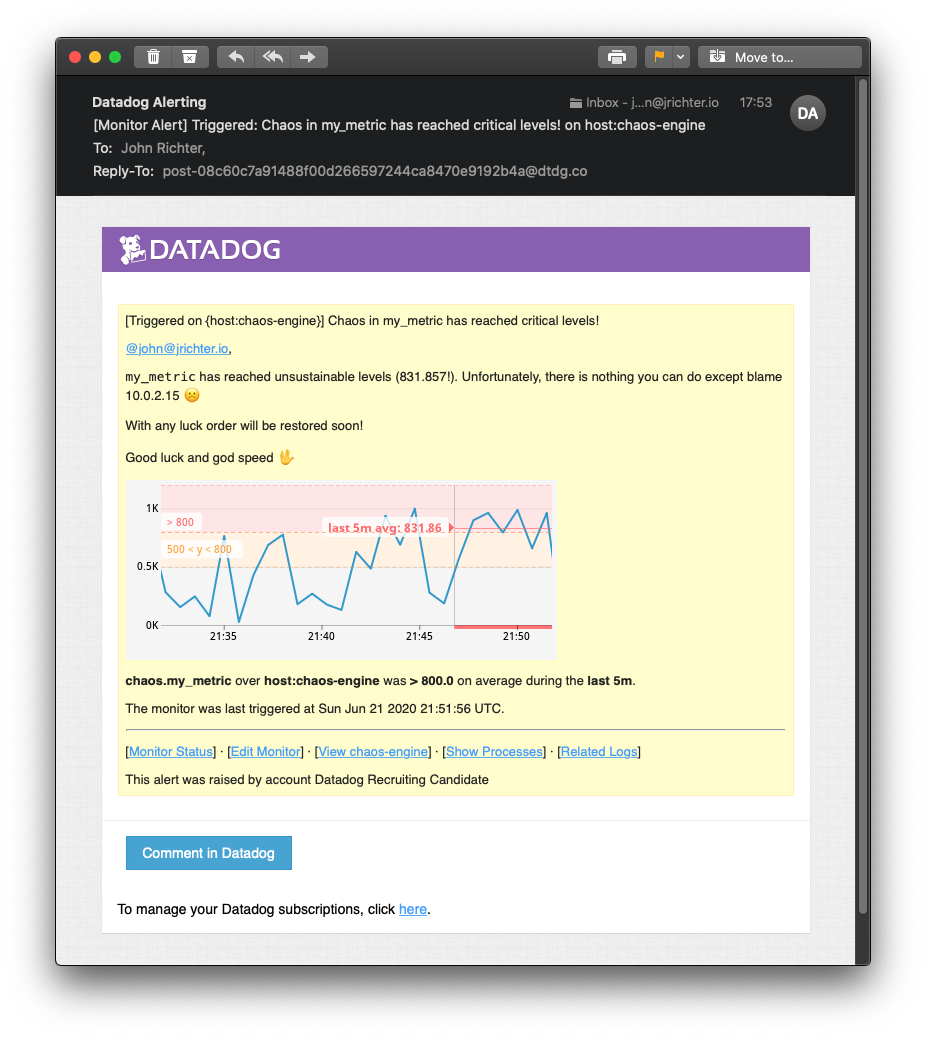 Move to...
Datadog Alerting
Inbox - j...n@jrichter.io 17:53
DA
[Monitor Alert] Triggered: Chaos in my_metric has reached critical levels! on host:chaos-engine
To: John Richter,
Reply-To: post-08c60c7a91488f00d266597244ca8470e9192b4a@dtdg.co
DATADOG
[Triggered on {host:chaos-engine}] Chaos in my_metric has reached critical levels!
@john@jrichter.io,
my_metric has reached unsustainable levels (831.857!). Unfortunately, there is nothing you can do except blame
10.0.2.15 ☹️
With any luck order will be restored soon!
Good luck and god speed 🖖
1K
> 800
last 5m avg: 831.86
500 < y < 800
0.5K
0K
21:35 21:40 21:45 21:50
chaos.my_metric over host:chaos-engine was > 800.0 on average during the last 5m.
The monitor was last triggered at Sun Jun 21 2020 21:51:56 UTC.
[Monitor Status] · [Edit Monitor] · [View chaos-engine] · [Show Processes] · [Related Logs]
This alert was raised by account Datadog Recruiting Candidate
Comment in Datadog
To manage your Datadog subscriptions, click here.